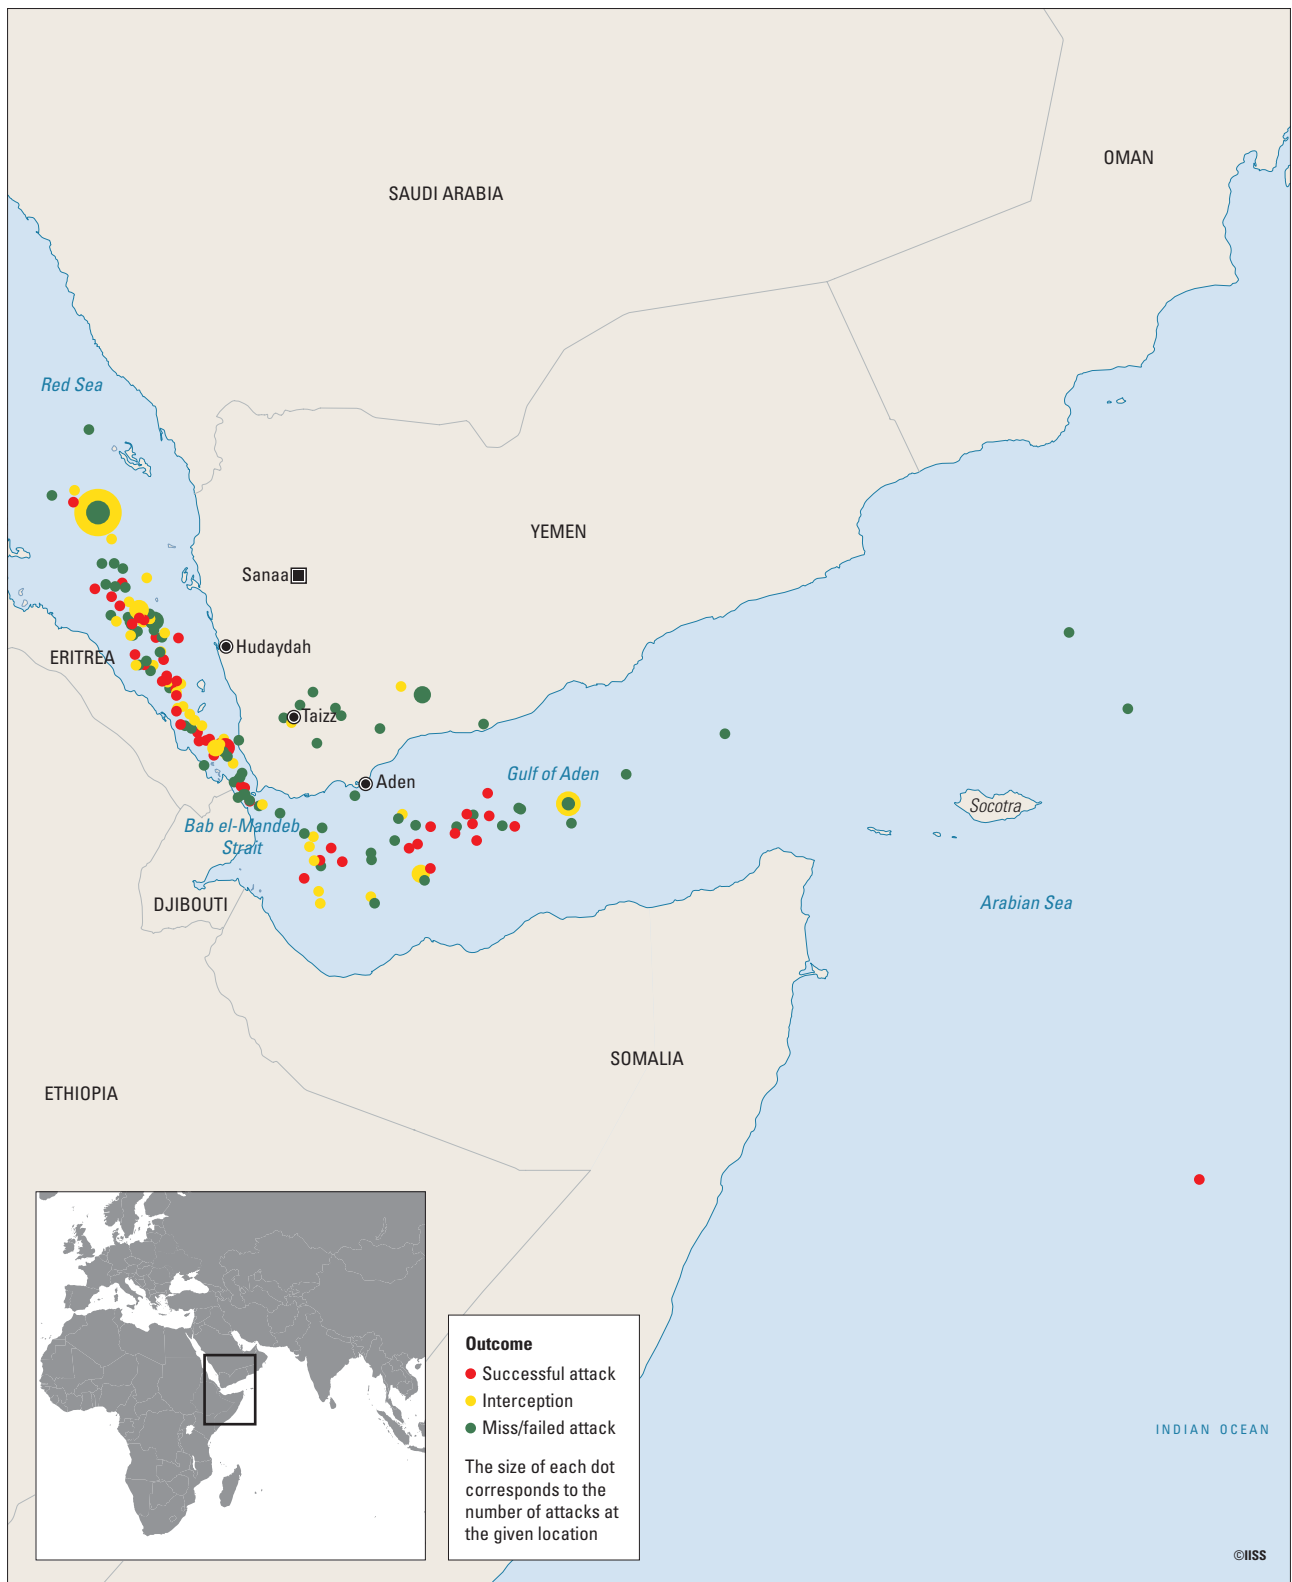 OMAN
SAUDI ARABIA
Red Sea
YEMEN
Sanaa
Hudaydah
ERITREA
Taizz
Aden
Gulf of Aden
Socotra
Bab el-Mandeb
Strait
DJIBOUTI
Arabian Sea
SOMALIA
ETHIOPIA
Outcome
Successful attack
Interception
Miss/failed attack
The size of each dot
corresponds to the
number of attacks at
the given location
INDIAN OCEAN
©IISS